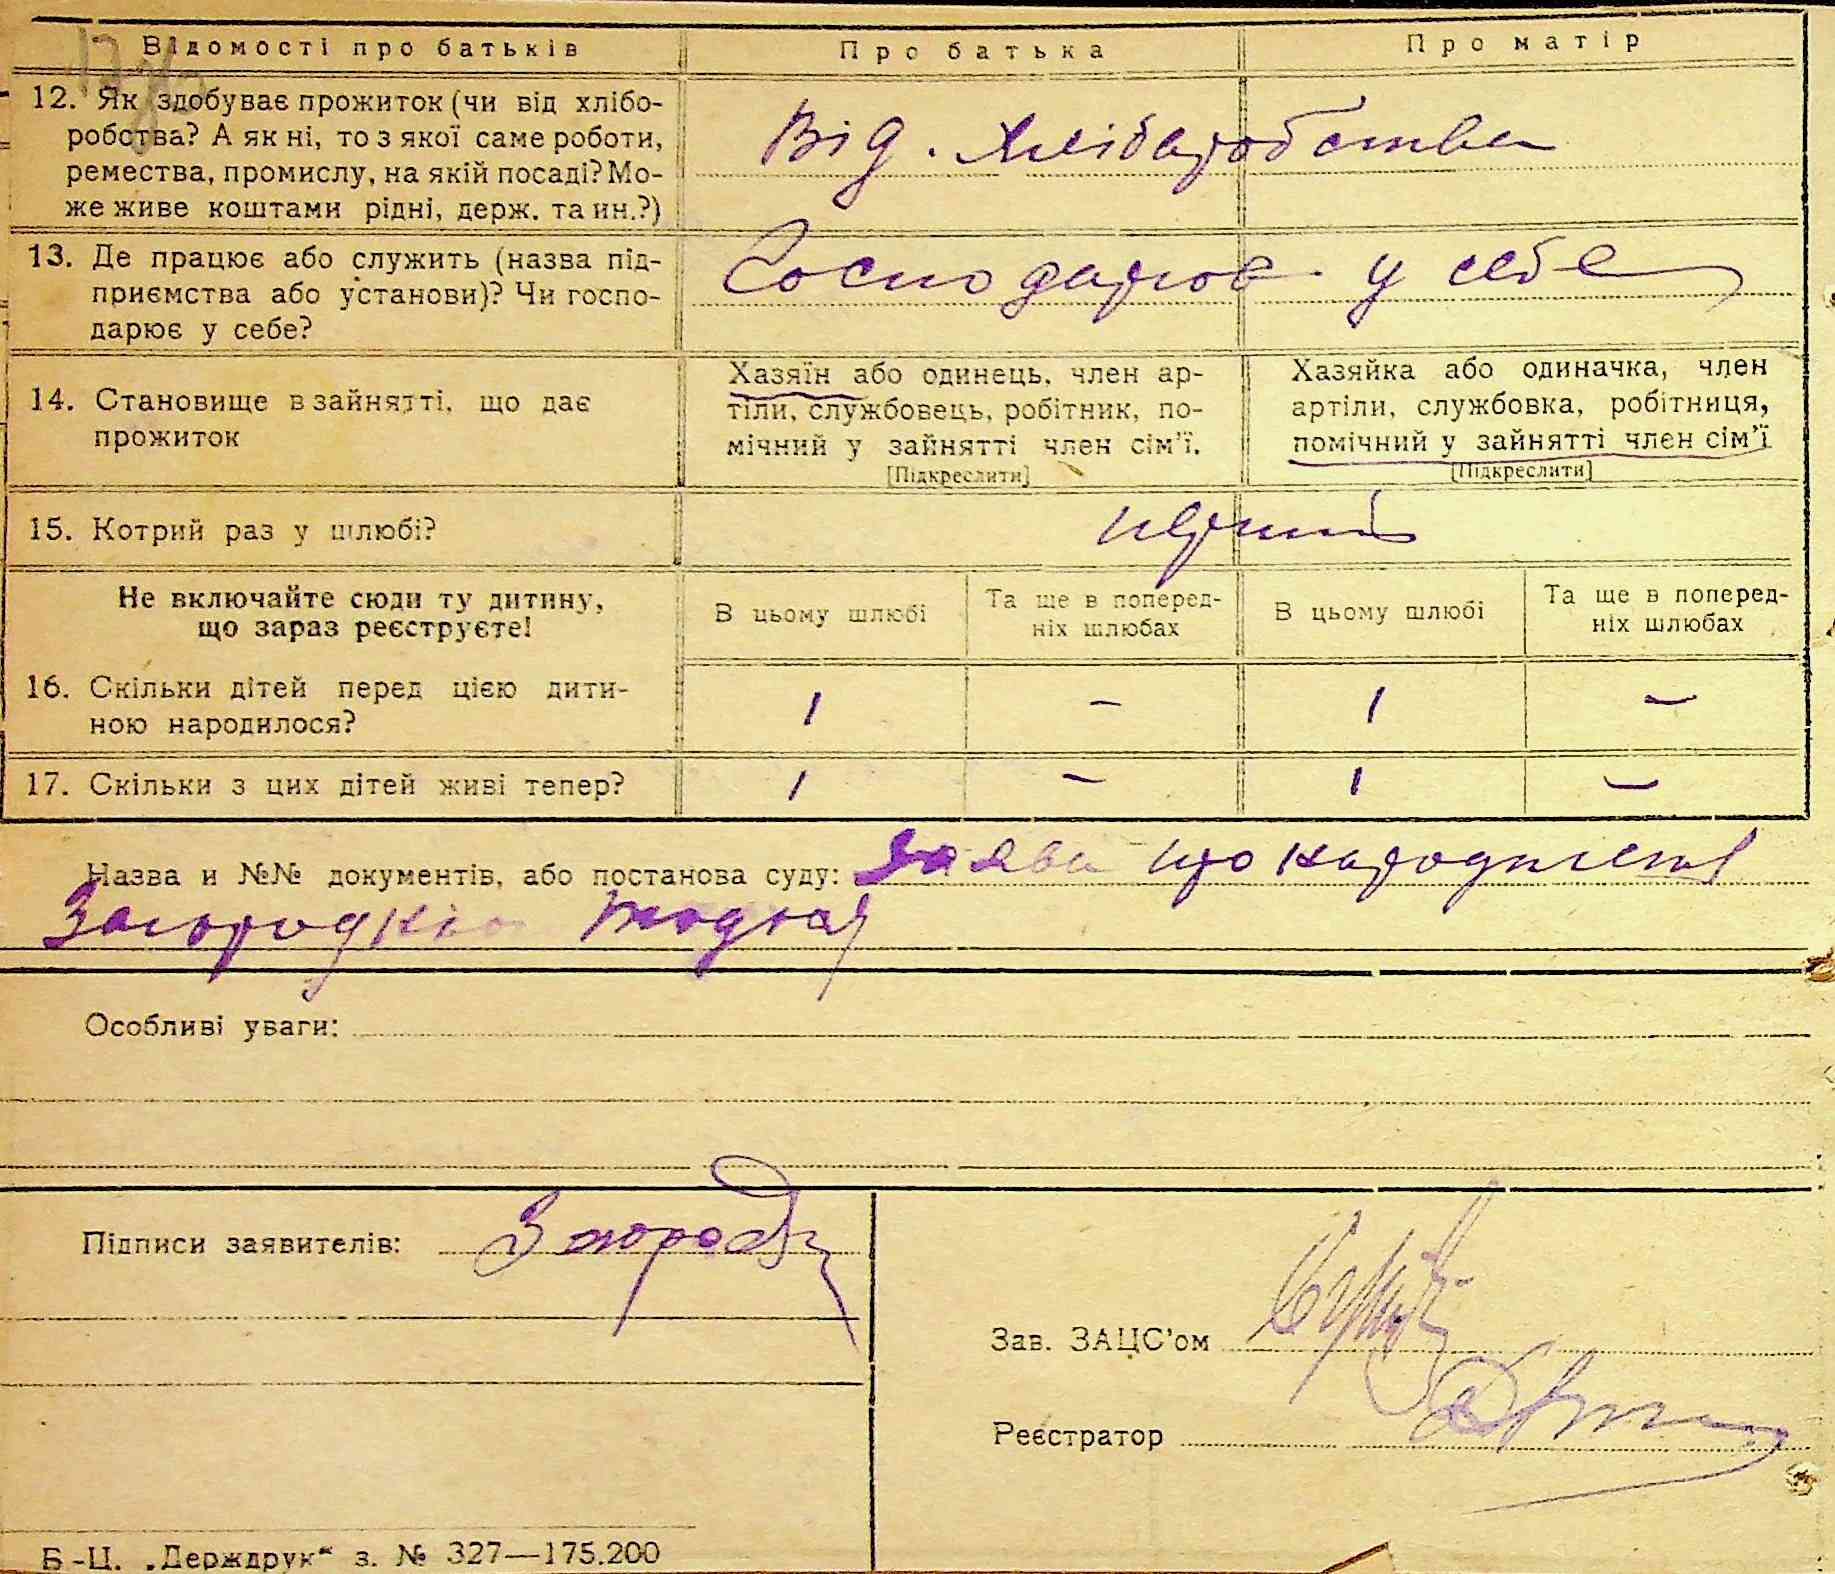 Відомості про батьків
Про батька
Про матір
12. Як здобуває прожиток (чи від хлібо-
робства? А як ні, то з якої саме роботи,
ремества, промислу, на якій посаді? Мо-
же живе коштами рідні, держ. та ин.?)
Від. хлібаробства
13. Де працює або служить (назва під-
приємства або установи)? Чи госпо-
дарює у себе?
Господарює у себе
14. Становище в зайнятті, що дає
прожиток
Хазяїн або одинець, член ар-
тіли, службовець, робітник, по-
мічний у зайнятті член сім'ї.
[Підкреслити]
Хазяйка або одиначка, член
артіли, службовка, робітниця,
помічний у зайнятті член сім'ї
[Підкреслити]
15. Котрий раз у шлюбі?
перший
Не включайте сюди ту дитину,
що зараз реєструєте!
В цьому шлюбі
Та ще в поперед-
ніх шлюбах
В цьому шлюбі
Та ще в поперед-
ніх шлюбах
16. Скільки дітей перед цією дити-
ною народилося?
1 – 1 –
17. Скільки з цих дітей живі тепер?
1 – 1 –
Назва и №№ документів, або постанова суду: заява про народження
Особливі уваги:
Підписи заявителів:
Зав. ЗАЦС'ом
Реєстратор
Б-Ц. „Держдрук“ з. № 327—175.200